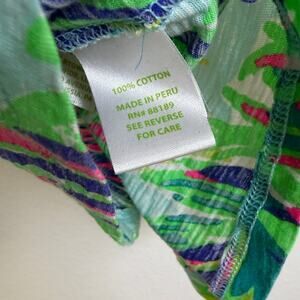 100% COTTON
MADE IN PERU
RN# 88189
SEE REVERSE
FOR CARE